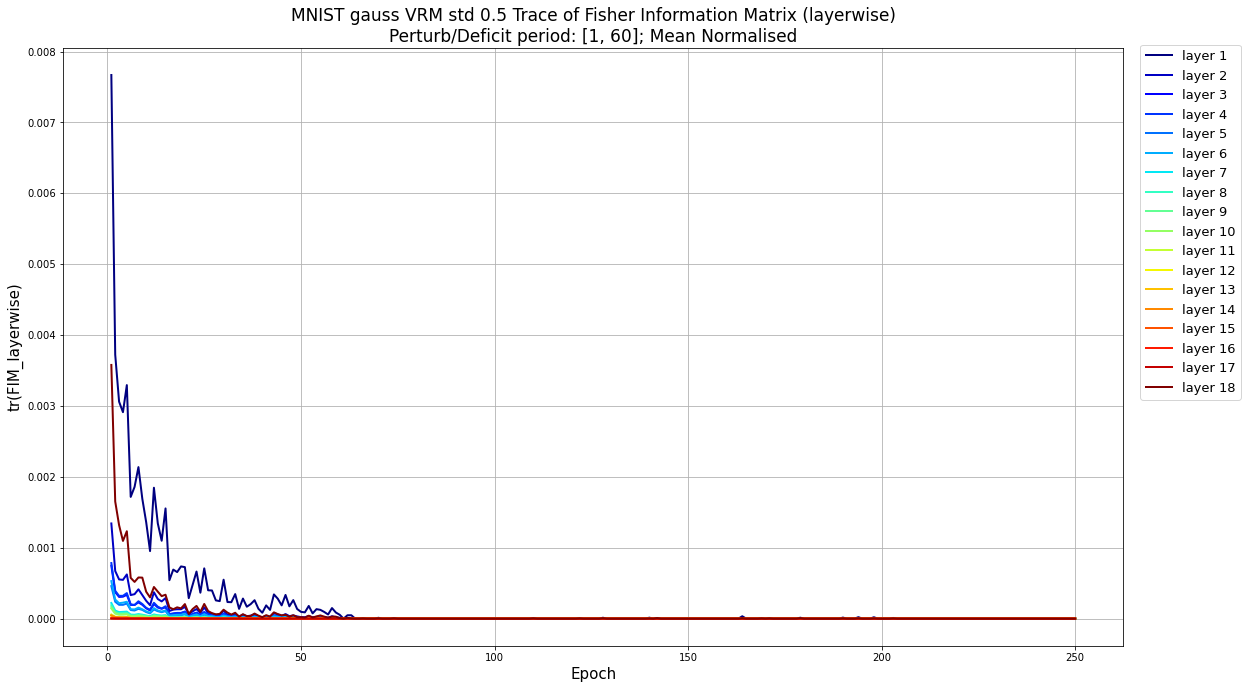 MNIST gauss VRM std 0.5 Trace of Fisher Information Matrix (layerwise)
Perturb/Deficit period: [1, 60]; Mean Normalised
tr(FIM_layerwise)
0.008
0.007
0.006
0.005
0.004
0.003
0.002
0.001
0.000
0
50
100
150
200
250
Epoch
layer 1
layer 2
layer 3
layer 4
layer 5
layer 6
layer 7
layer 8
layer 9
layer 10
layer 11
layer 12
layer 13
layer 14
layer 15
layer 16
layer 17
layer 18